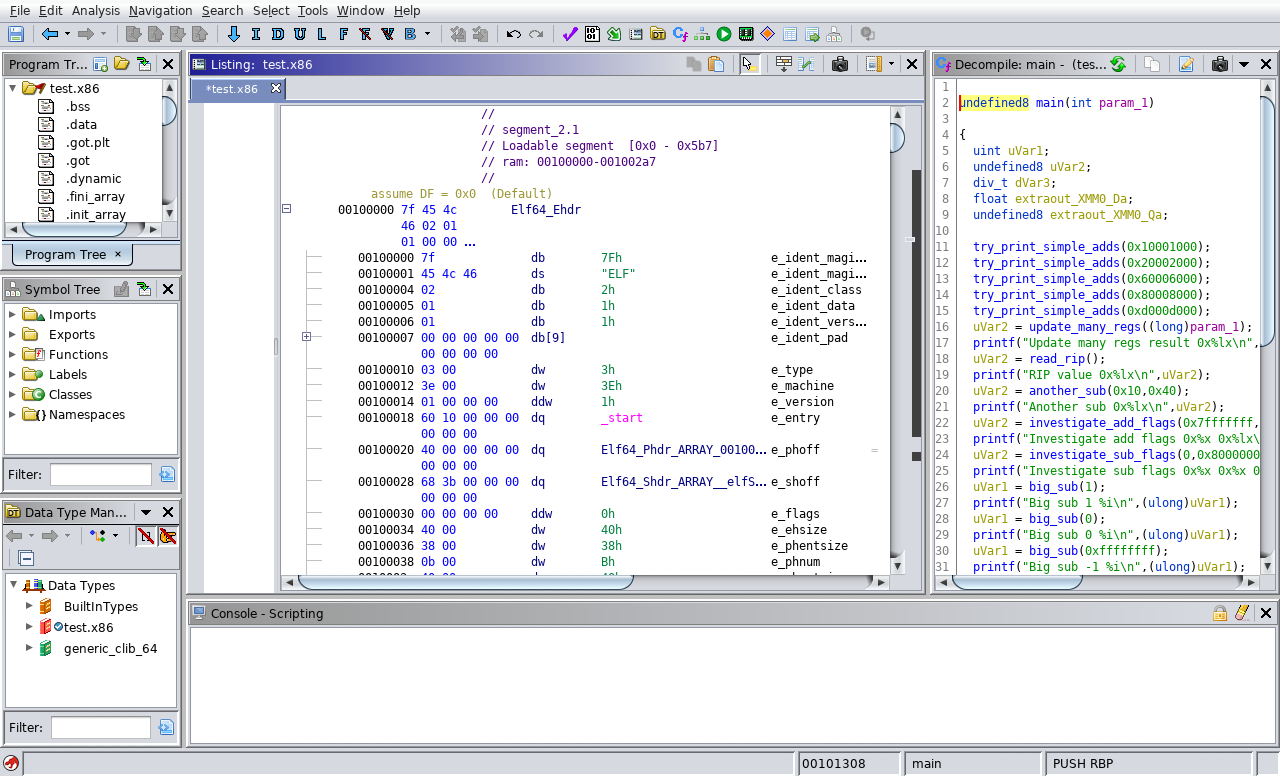 File Edit Analysis Navigation Search Select Tools Window Help
I D U L F R V B
Program Tr...
test.x86
.bss
.data
.got.plt
.got
.dynamic
.fini_array
.init_array
Program Tree ×
Symbol Tree
Imports
Exports
Functions
Labels
Classes
Namespaces
Filter:
Data Type Man...
Data Types
BuiltInTypes
test.x86
generic_clib_64
Filter:
Listing: test.x86
*test.x86
//
// segment_2.1
// Loadable segment [0x0 - 0x5b7]
// ram: 00100000-001002a7
//
assume DF = 0x0 (Default)
00100000 7f 45 4c Elf64_Ehdr
46 02 01
01 00 00 ...
00100000 7f db 7Fh e_ident_magi...
00100001 45 4c 46 ds "ELF" e_ident_magi...
00100004 02 db 2h e_ident_class
00100005 01 db 1h e_ident_data
00100006 01 db 1h e_ident_vers...
00100007 00 00 00 00 00 db[9] e_ident_pad
00 00 00 00
00100010 03 00 dw 3h e_type
00100012 3e 00 dw 3Eh e_machine
00100014 01 00 00 00 ddw 1h e_version
00100018 60 10 00 00 00 dq _start e_entry
00 00 00
00100020 40 00 00 00 00 dq Elf64_Phdr_ARRAY_00100... e_phoff =
00 00 00
00100028 68 3b 00 00 00 dq Elf64_Shdr_ARRAY__elfS... e_shoff
00 00 00
00100030 00 00 00 00 ddw 0h e_flags
00100034 40 00 dw 40h e_ehsize
00100036 38 00 dw 38h e_phentsize
00100038 0b 00 dw Bh e_phnum
Decompile: main - (tes...
1
2 undefined8 main(int param_1)
3
4 {
5 uint uVar1;
6 undefined8 uVar2;
7 div_t dVar3;
8 float extraout_XMM0_Da;
9 undefined8 extraout_XMM0_Qa;
10
11 try_print_simple_adds(0x10001000);
12 try_print_simple_adds(0x20002000);
13 try_print_simple_adds(0x60006000);
14 try_print_simple_adds(0x80008000);
15 try_print_simple_adds(0xd000d000);
16 uVar2 = update_many_regs((long)param_1);
17 printf("Update many regs result 0x%lx\n",
18 uVar2 = read_rip();
19 printf("RIP value 0x%lx\n",uVar2);
20 uVar2 = another_sub(0x10,0x40);
21 printf("Another sub 0x%lx\n",uVar2);
22 uVar2 = investigate_add_flags(0x7fffffff,
23 printf("Investigate add flags 0x%x 0x%lx\
24 uVar2 = investigate_sub_flags(0,0x8000000
25 printf("Investigate sub flags 0x%x 0x%x 0
26 uVar1 = big_sub(1);
27 printf("Big sub 1 %i\n",(ulong)uVar1);
28 uVar1 = big_sub(0);
29 printf("Big sub 0 %i\n",(ulong)uVar1);
30 uVar1 = big_sub(0xffffffff);
31 printf("Big sub -1 %i\n",(ulong)uVar1);
Console - Scripting
00101308 main PUSH RBP